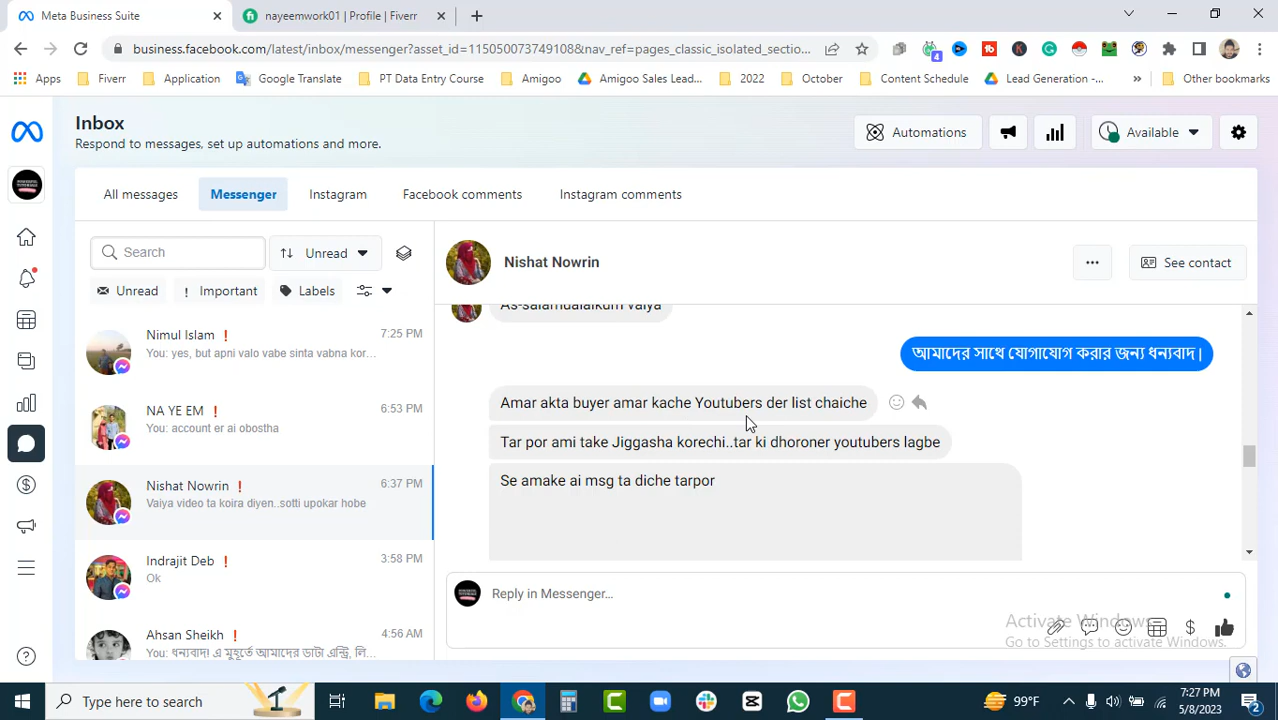 Meta Business Suite
nayeemwork01 | Profile | Fiverr
business.facebook.com/latest/inbox/messenger?asset_id=115050073749108&nav_ref=pages_classic_isolated_sectio...
4
Apps
Fiverr
Application
Google Translate
PT Data Entry Course
Amigoo
Amigoo Sales Lead...
2022
October
Content Schedule
Lead Generation -...
Other bookmarks
Inbox
Respond to messages, set up automations and more.
Automations
Available
All messages
Messenger
Instagram
Facebook comments
Instagram comments
Search
Unread
Unread
Important
Labels
Nimul Islam
7:25 PM
You: yes, but apni valo vabe sinta vabna kor...
NA YE EM
6:53 PM
You: account er ai obostha
Nishat Nowrin
6:37 PM
Vaiya video ta koira diyen..sotti upokar hobe
Indrajit Deb
3:58 PM
Ok
Ahsan Sheikh
4:56 AM
You: ধন্যবাদ! এ মুহূর্তে আমাদের ডাটা এন্ট্রি, লি...
Nishat Nowrin
See contact
As-salamualaikum vaiya
আমাদের সাথে যোগাযোগ করার জন্য ধন্যবাদ।
Amar akta buyer amar kache Youtubers der list chaiche
Tar por ami take Jiggasha korechi..tar ki dhoroner youtubers lagbe
Se amake ai msg ta diche tarpor
Reply in Messenger...
Activate Windows
Go to Settings to activate Windows.
Type here to search
99°F
7:27 PM
5/8/2023
2